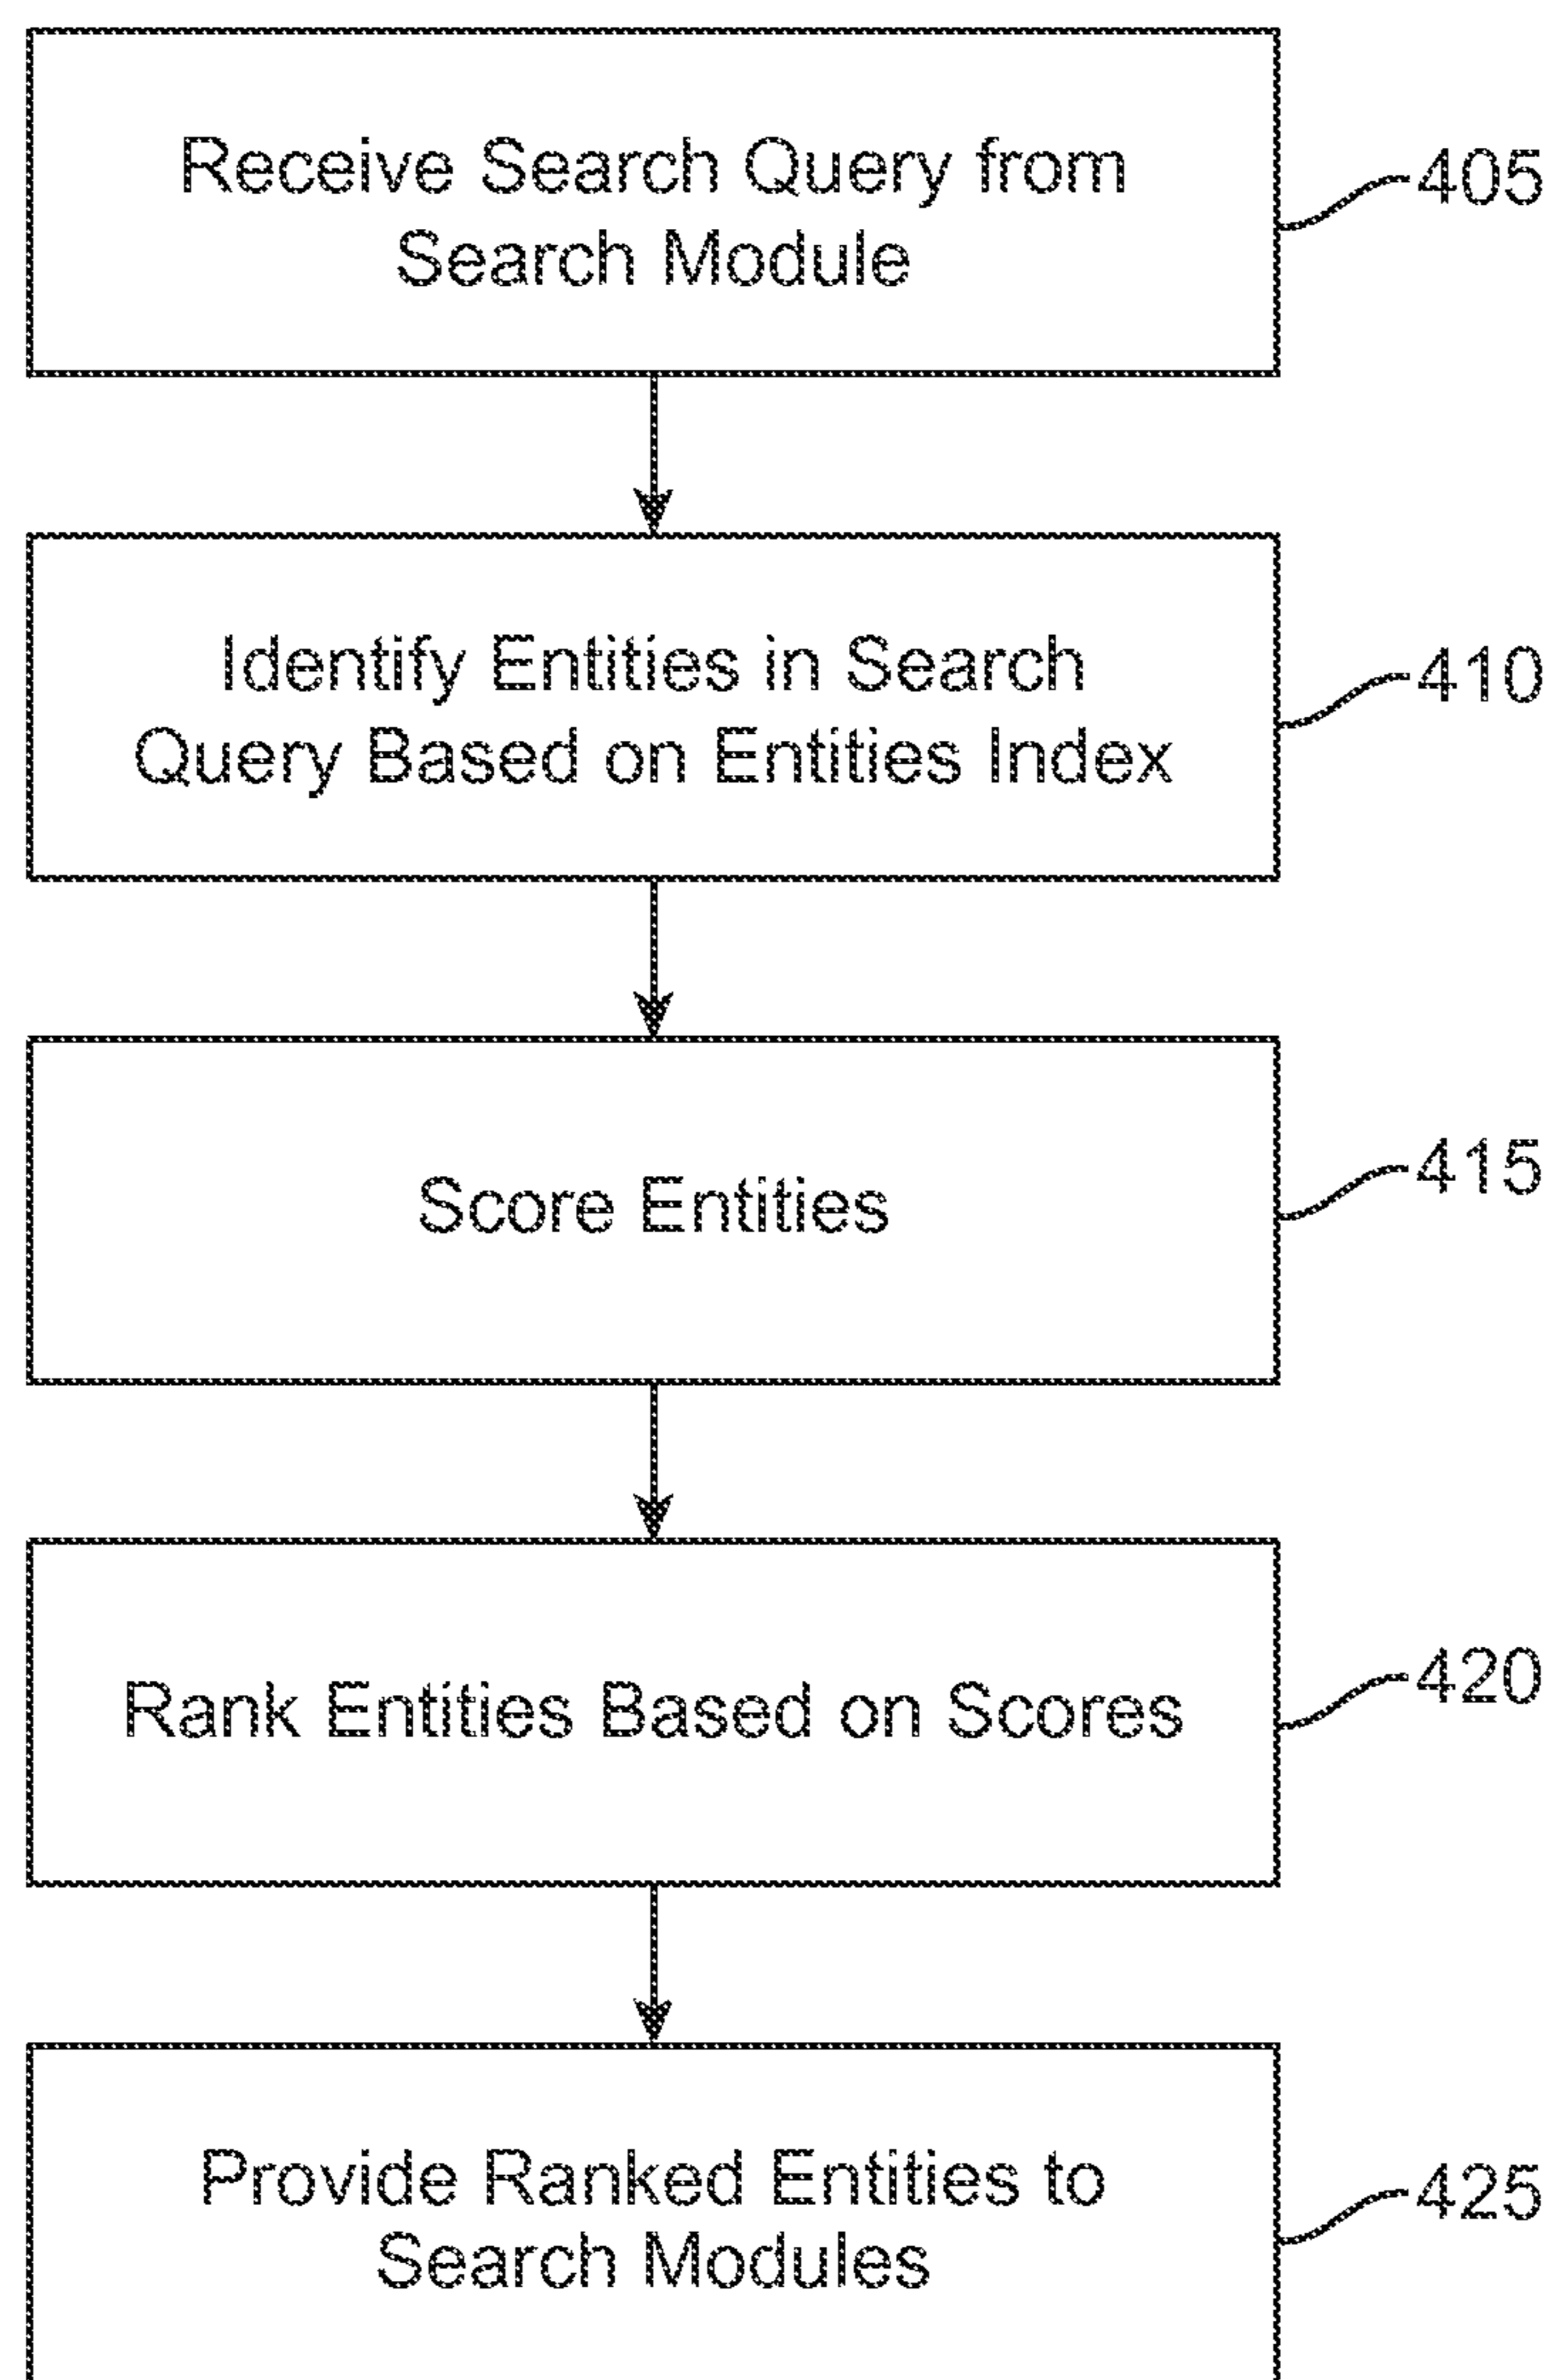 Receive Search Query from
Search Module
405
Identify Entities in Search
Query Based on Entities Index
410
Score Entities
415
Rank Entities Based on Scores
420
Provide Ranked Entities to
Search Modules
425